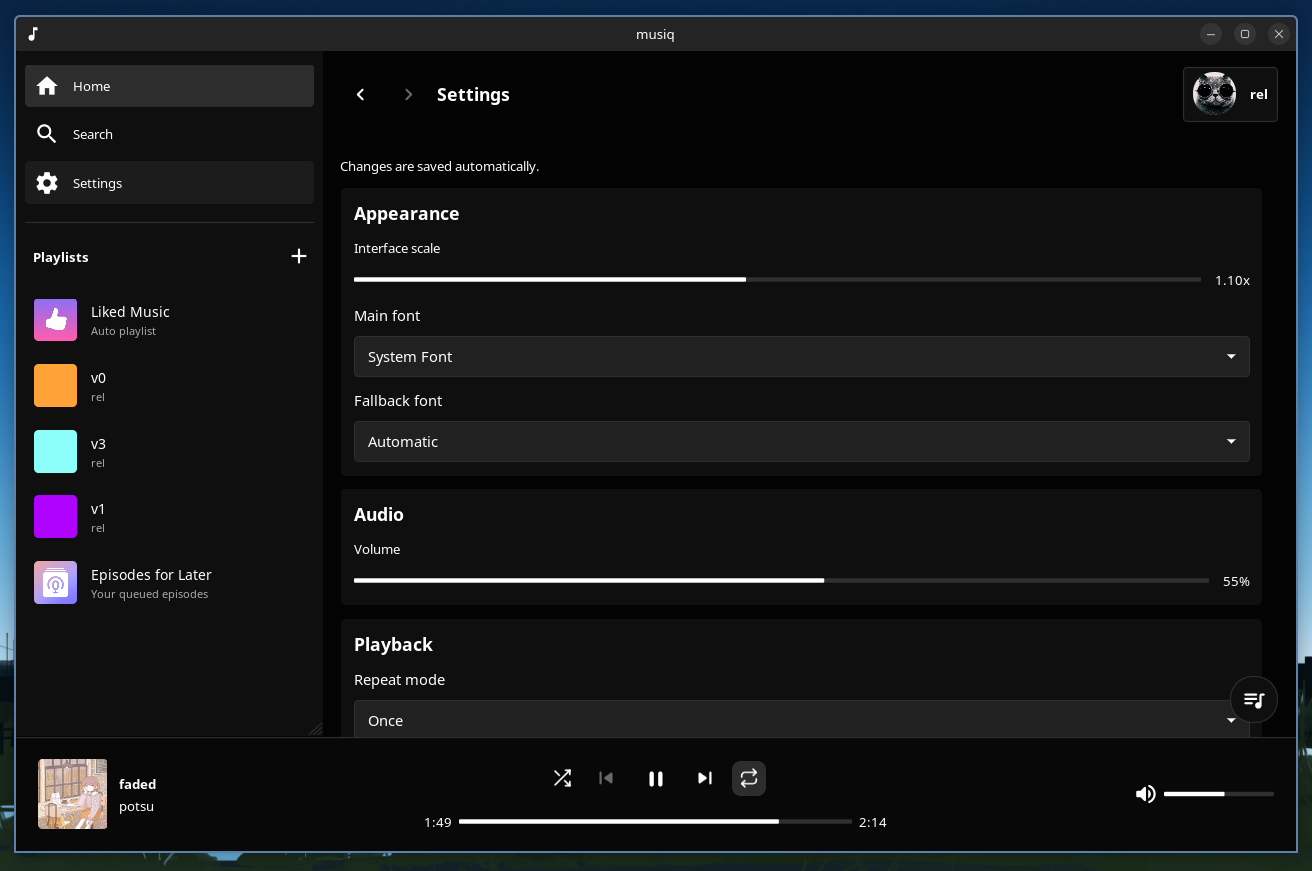 musiq
Home
Search
Settings
Playlists
Liked Music
Auto playlist
v0
rel
v3
rel
v1
rel
Episodes for Later
Your queued episodes
Settings
rel
Changes are saved automatically.
Appearance
Interface scale
1.10x
Main font
System Font
Fallback font
Automatic
Audio
Volume
55%
Playback
Repeat mode
Once
faded
potsu
1:49
2:14